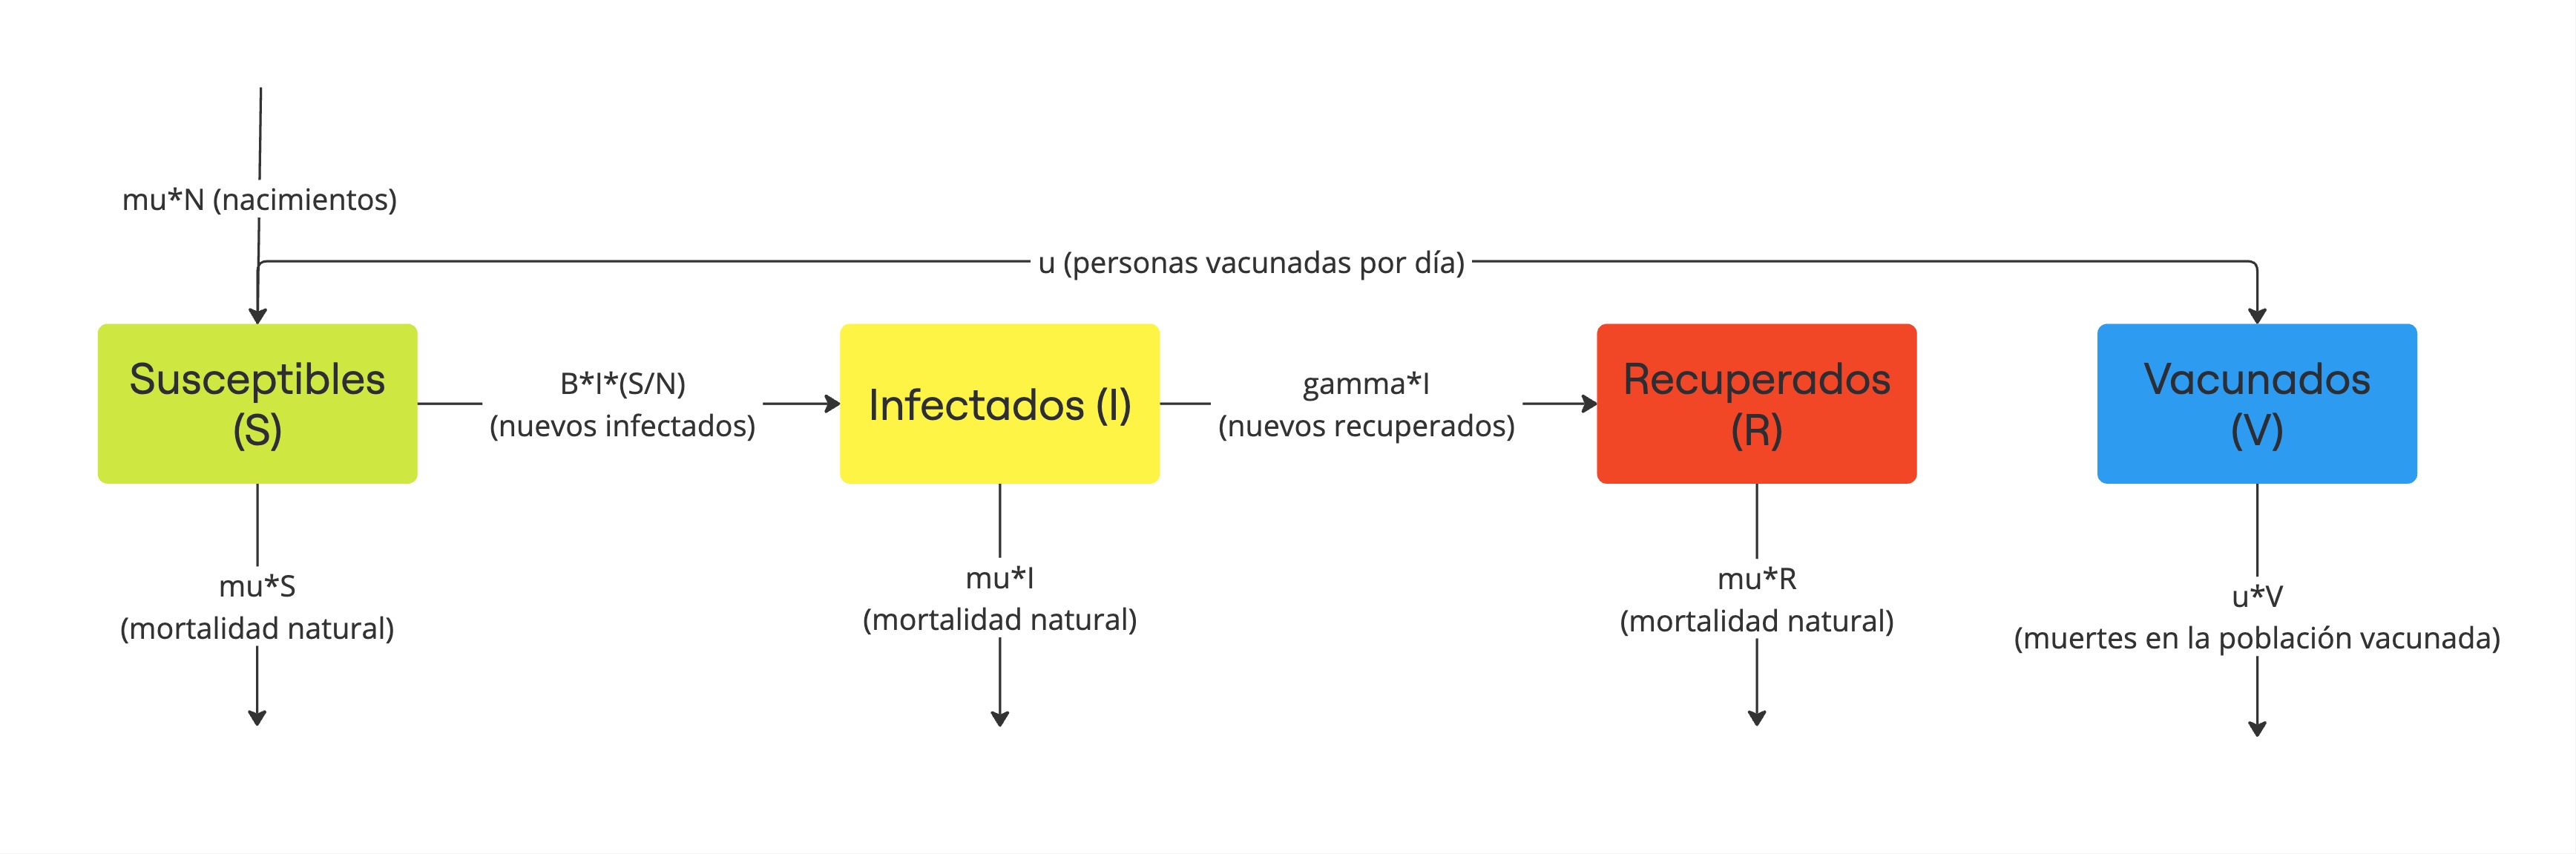 mu*N (nacimientos)
u (personas vacunadas por día)
Susceptibles
(S)
B*I*(S/N)
(nuevos infectados)
Infectados (I)
gamma*I
(nuevos recuperados)
Recuperados
(R)
Vacunados
(V)
mu*S
(mortalidad natural)
mu*I
(mortalidad natural)
mu*R
(mortalidad natural)
u*V
(muertes en la población vacunada)